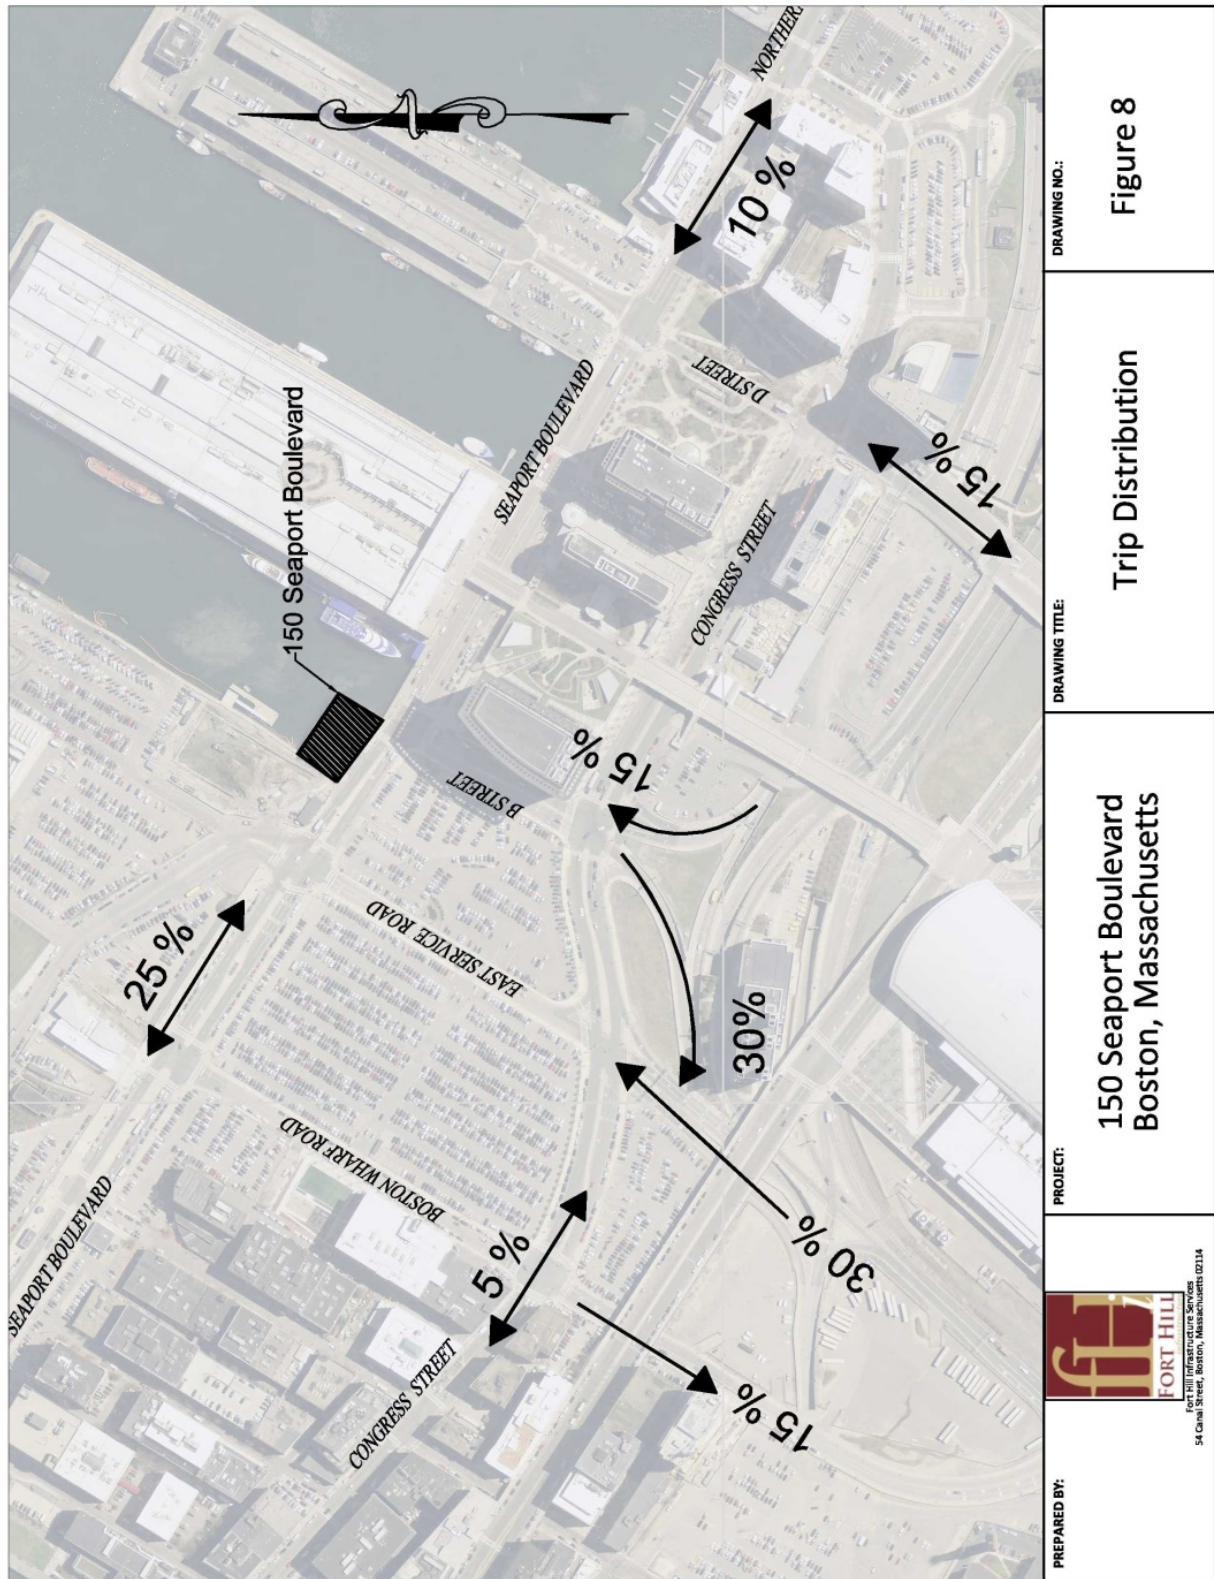 SEAPORT BOULEVARD
25 %
150 Seaport Boulevard
SEAPORT BOULEVARD
NORTHERN
10 %
BOSTON WHARF ROAD
EAST SERVICE ROAD
B STREET
D STREET
CONGRESS STREET
5 %
15 %
CONGRESS STREET
15 %
30%
30 %
15 %
PREPARED BY:
fHi
FORT HILL
Fort Hill Infrastructure Services
54 Canal Street, Boston, Massachusetts 02114
PROJECT:
150 Seaport Boulevard
Boston, Massachusetts
DRAWING TITLE:
Trip Distribution
DRAWING NO.:
Figure 8